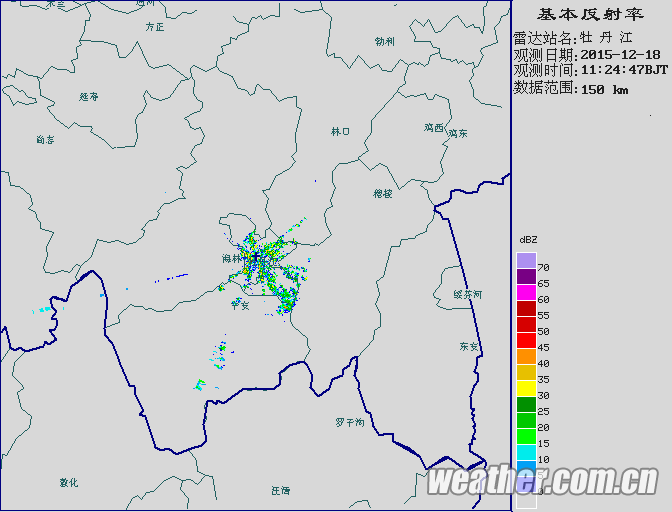 基本反射率
雷达站名:牡 丹 江
观测日期:2015-12-18
观测时间:11:24:47BJT
数据范围:150 km
方正
勃利
延寿
尚志
林口
鸡西
鸡东
穆棱
海林
绥芬河
宁安
东安
罗子沟
敦化
汪清
dBZ
70
65
60
55
50
45
40
35
30
25
20
15
10
5
0
weather.com.cn